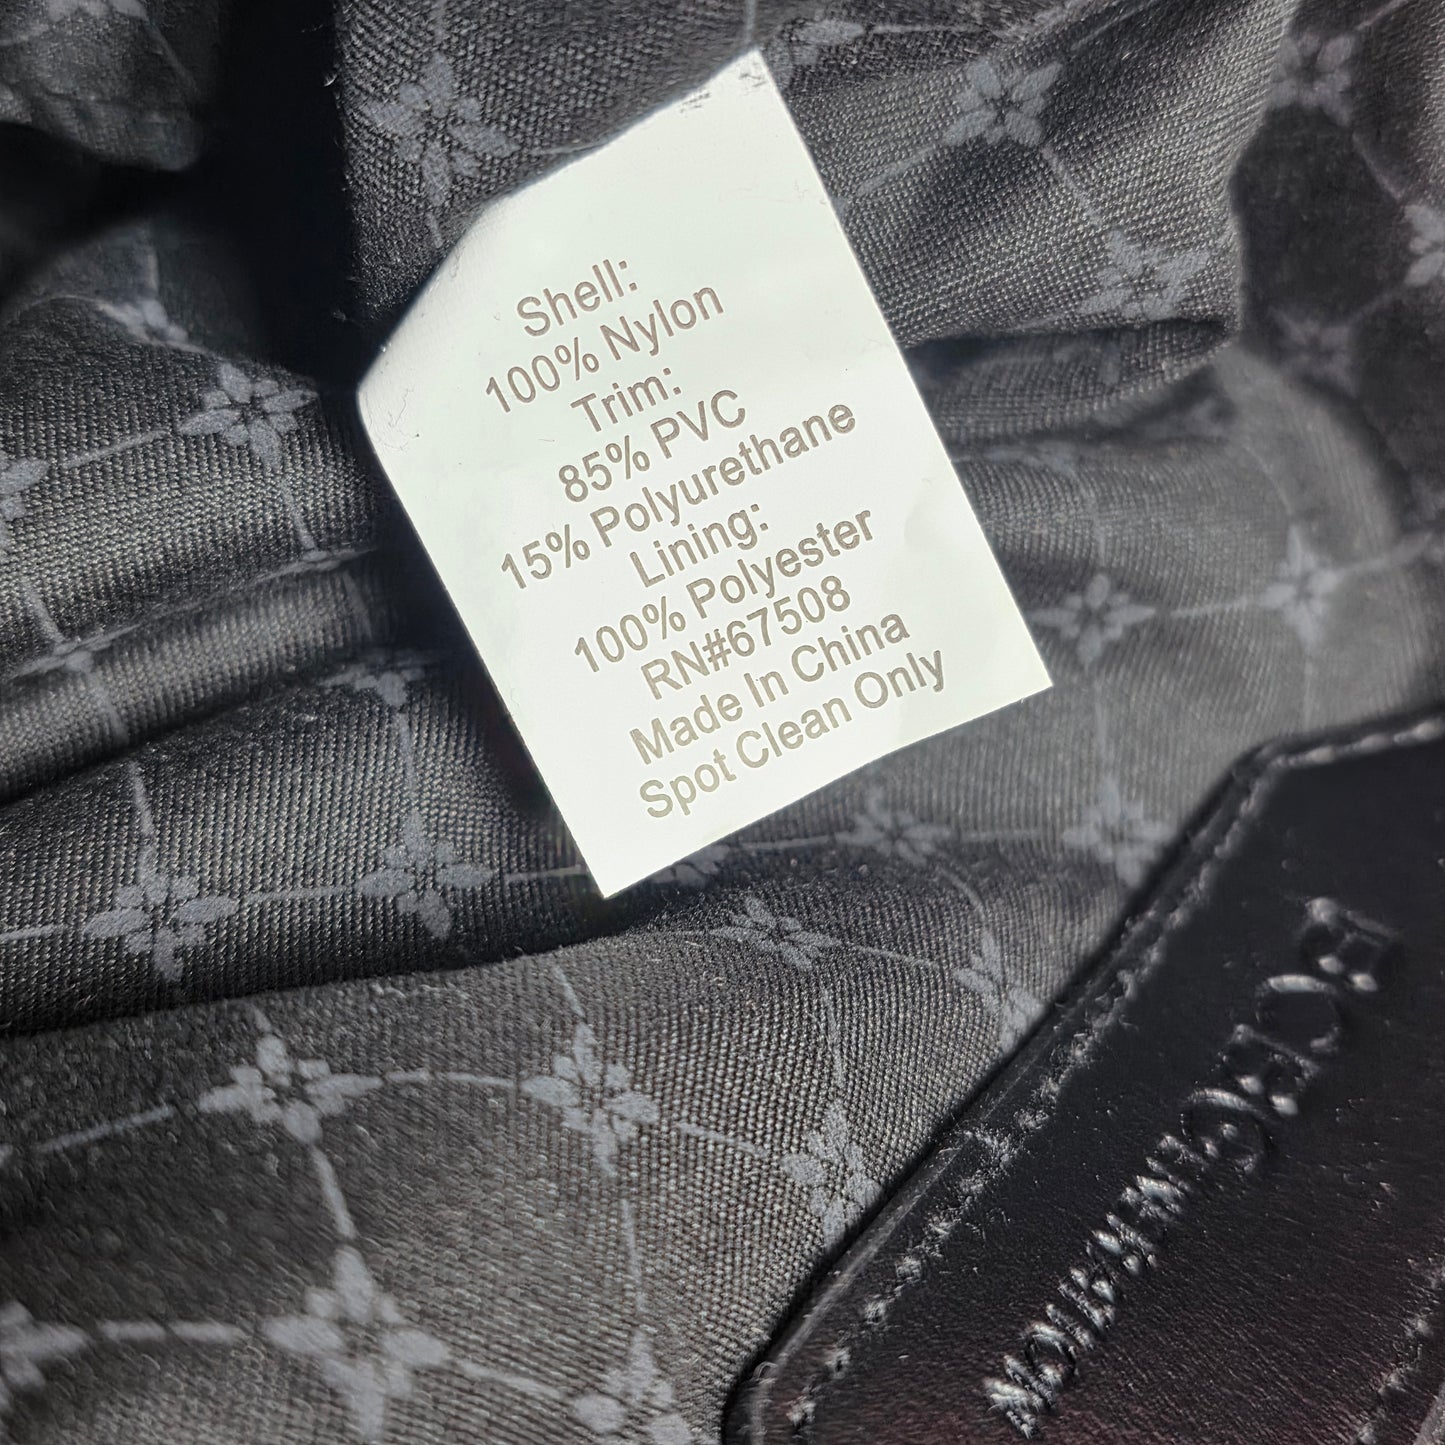 Shell:
100% Nylon
Trim:
85% PVC
15% Polyurethane
Lining:
100% Polyester
RN#67508
Made In China
Spot Clean Only